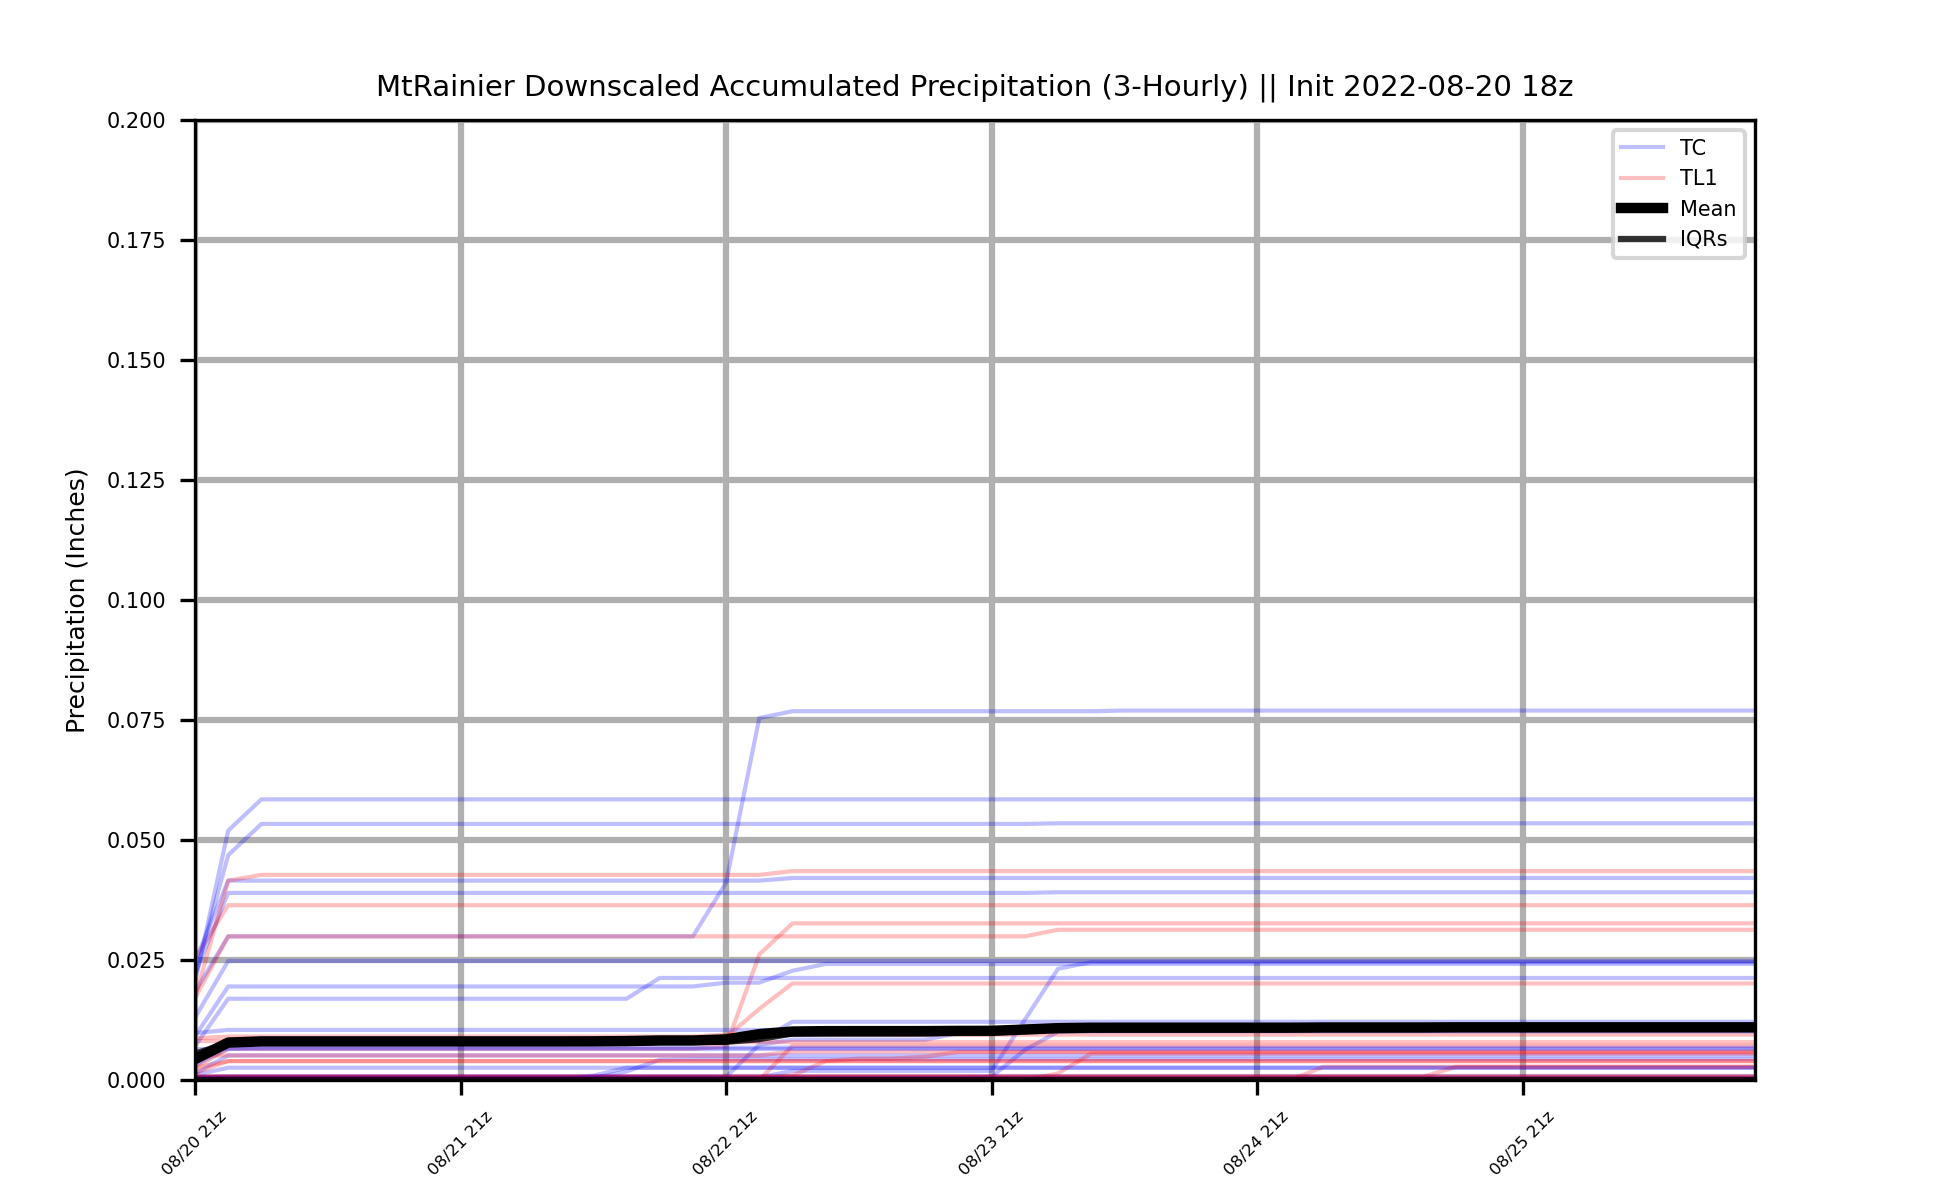 MtRainier Downscaled Accumulated Precipitation (3-Hourly) || Init 2022-08-20 18z
Precipitation (Inches)
0.200
0.175
0.150
0.125
0.100
0.075
0.050
0.025
0.000
TC
TL1
Mean
IQRs
08/20 21z
08/21 21z
08/22 21z
08/23 21z
08/24 21z
08/25 21z